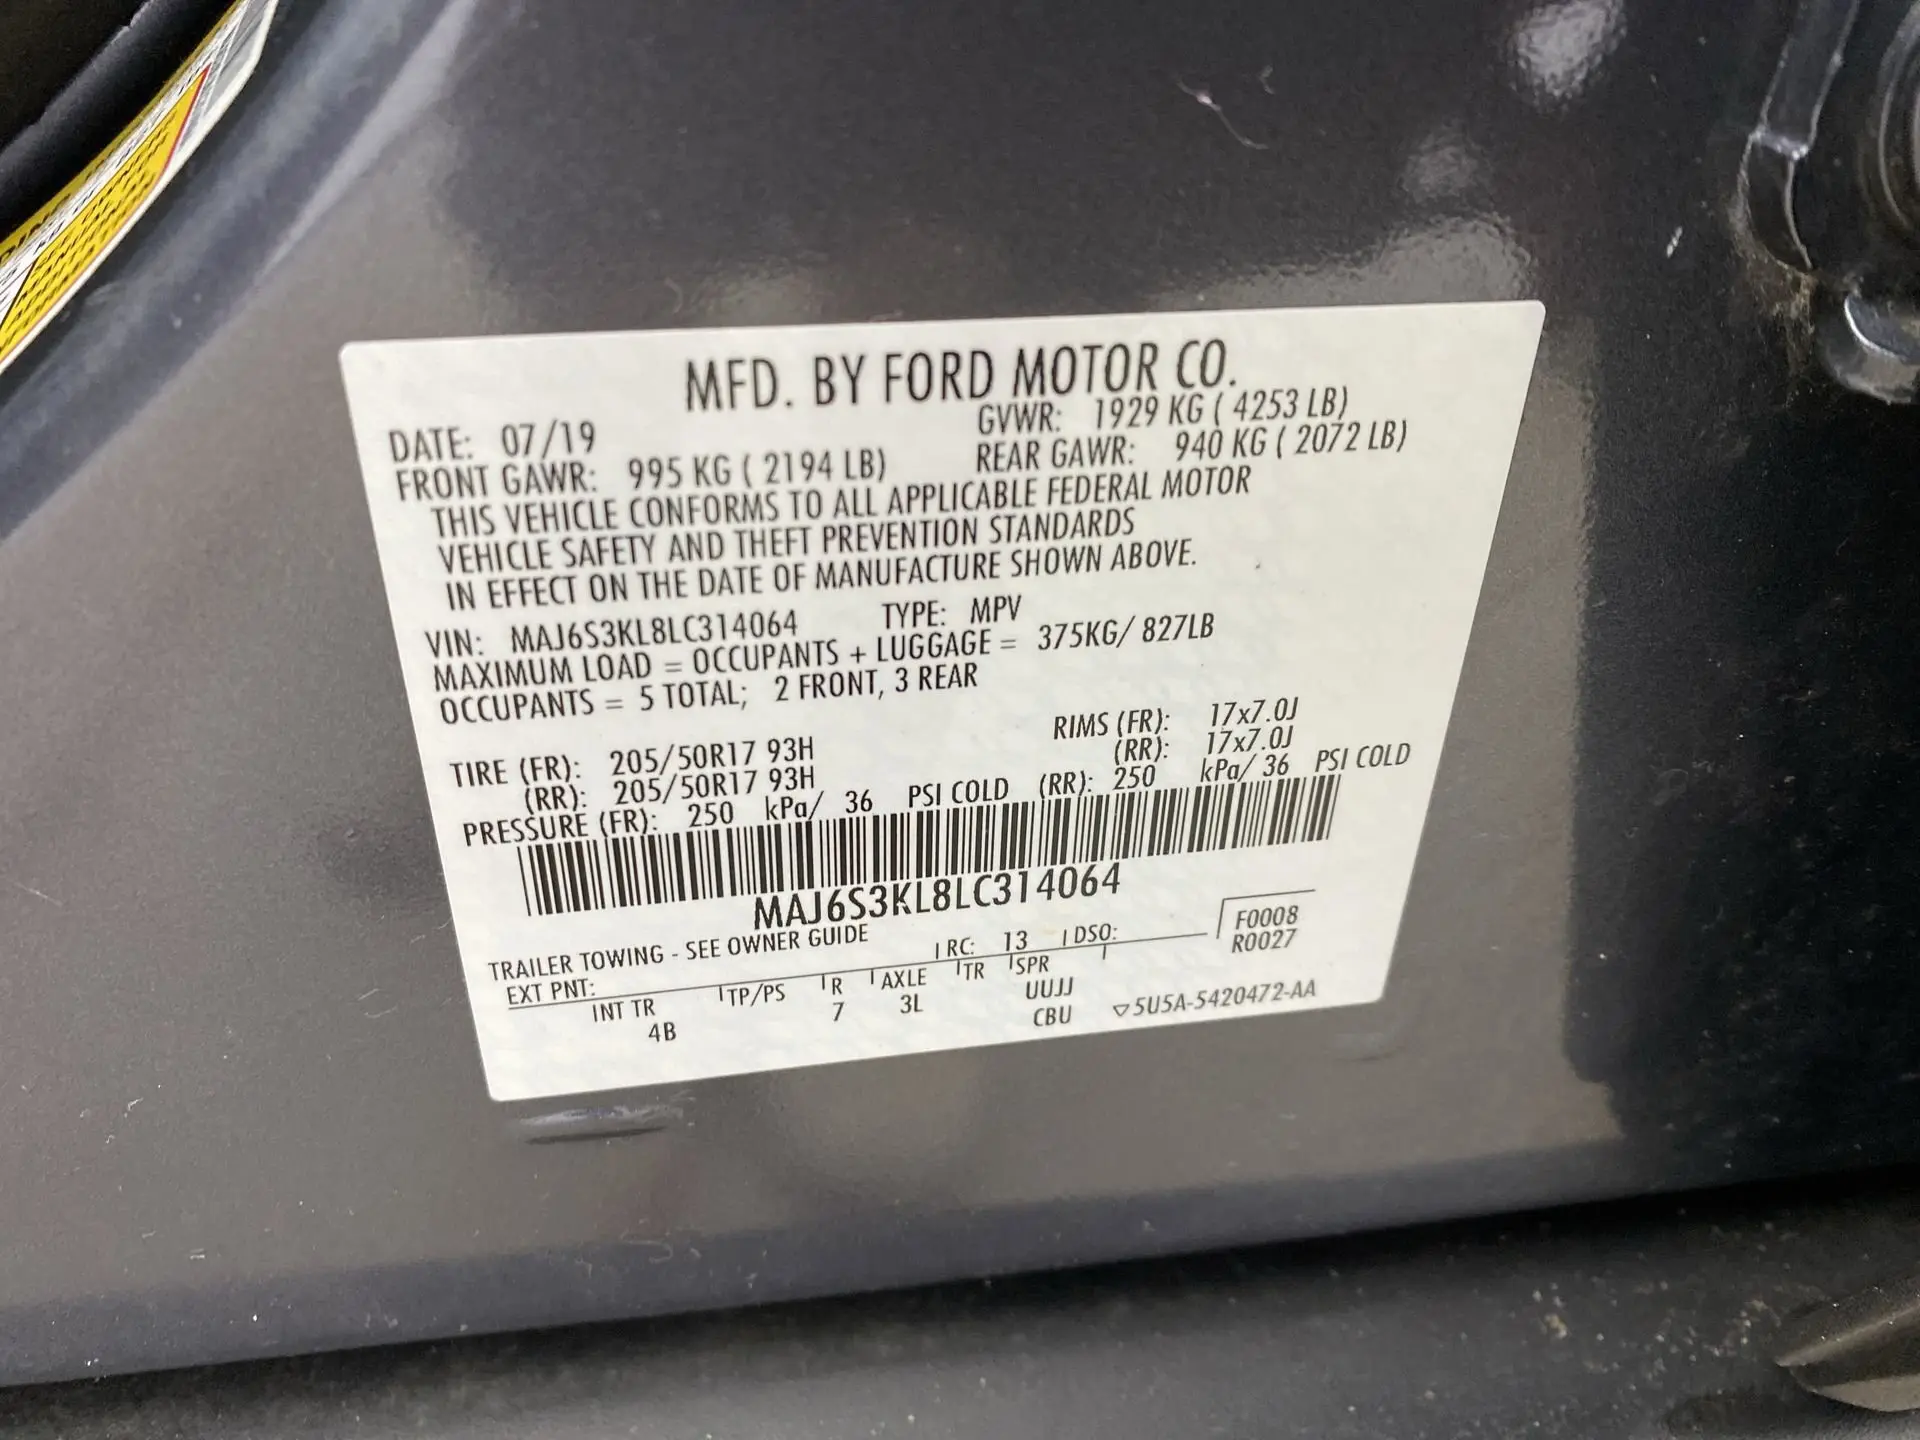 MFD. BY FORD MOTOR CO.
DATE: 07/19 GVWR: 1929 KG ( 4253 LB)
FRONT GAWR: 995 KG ( 2194 LB) REAR GAWR: 940 KG ( 2072 LB)
THIS VEHICLE CONFORMS TO ALL APPLICABLE FEDERAL MOTOR
VEHICLE SAFETY AND THEFT PREVENTION STANDARDS
IN EFFECT ON THE DATE OF MANUFACTURE SHOWN ABOVE.
VIN: MAJ6S3KL8LC314064 TYPE: MPV
MAXIMUM LOAD = OCCUPANTS + LUGGAGE = 375KG/ 827LB
OCCUPANTS = 5 TOTAL; 2 FRONT, 3 REAR
TIRE (FR): 205/50R17 93H RIMS (FR): 17x7.0J
(RR): 205/50R17 93H (RR): 17x7.0J
PRESSURE (FR): 250 kPa/ 36 PSI COLD (RR): 250 kPa/ 36 PSI COLD
MAJ6S3KL8LC314064
TRAILER TOWING - SEE OWNER GUIDE
F0008
EXT PNT: RC: 13 DSO: R0027
INT TR TP/PS R AXLE TR SPR
4B 7 3L UUJJ
CBU ▽5U5A-5420472-AA